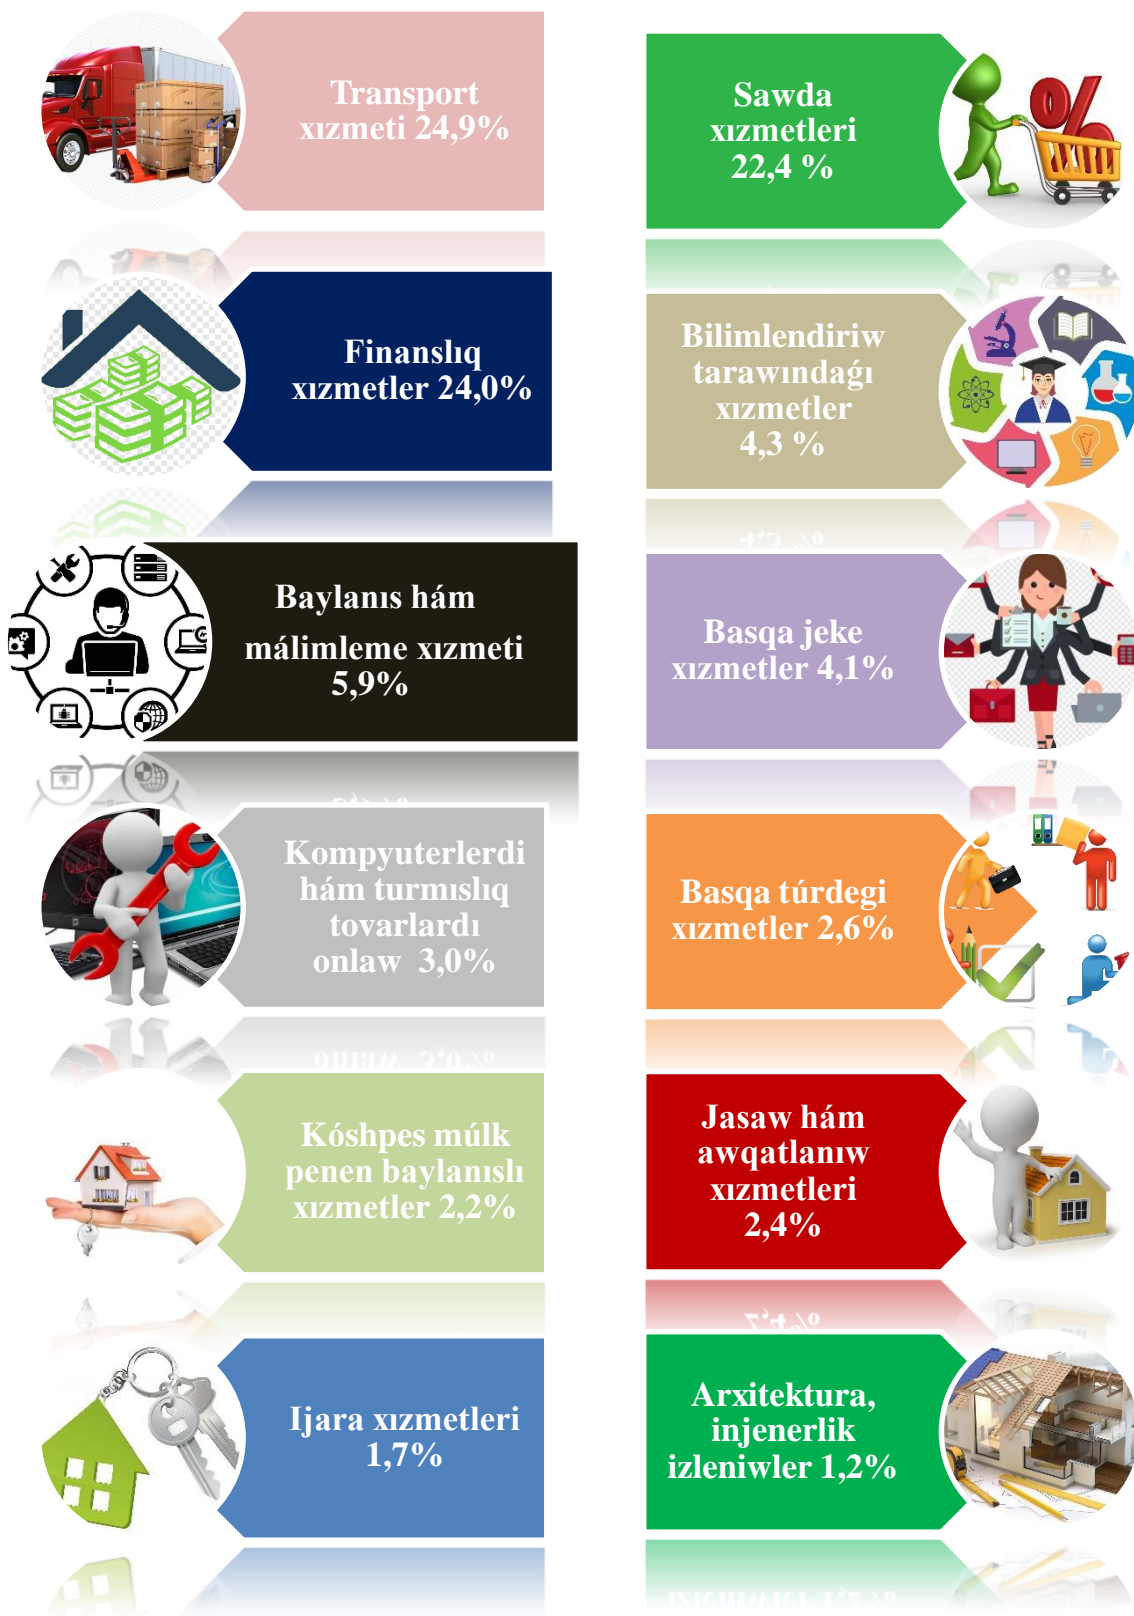 Transport
xızmeti 24,9%
Sawda
xızmetleri
22,4 %
Finanslıq
xızmetler 24,0%
Bilimlendiriw
tarawındaǵı
xızmetler
4,3 %
Baylanıs hám
málimleme xızmeti
5,9%
Basqa jeke
xızmetler 4,1%
Kompyuterlerdi
hám turmıslıq
tovarlardı
onlaw 3,0%
Basqa túrdegi
xızmetler 2,6%
Kóshpes múlk
penen baylanıslı
xızmetler 2,2%
Jasaw hám
awqatlanıw
xızmetleri
2,4%
Ijara xızmetleri
1,7%
Arxitektura,
injenerlik
izleniwler 1,2%